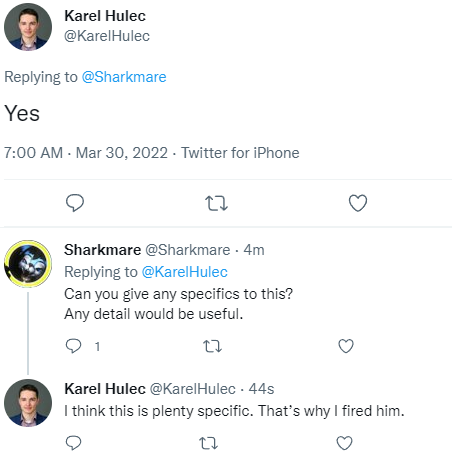 Karel Hulec
@KarelHulec
Replying to @Sharkmare
Yes
7:00 AM · Mar 30, 2022 · Twitter for iPhone
Sharkmare @Sharkmare · 4m
Replying to @KarelHulec
Can you give any specifics to this?
Any detail would be useful.
1
Karel Hulec @KarelHulec · 44s
I think this is plenty specific. That's why I fired him.